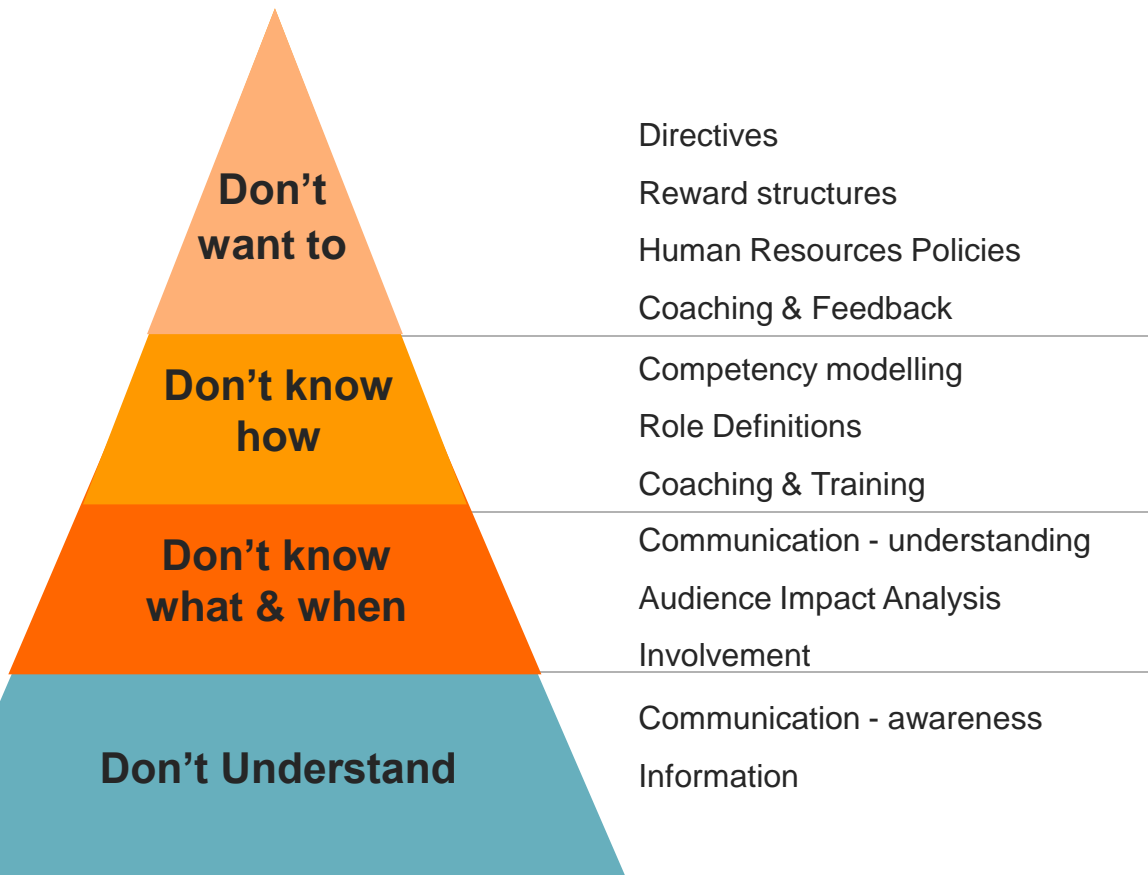 Don’t
want to
Directives
Reward structures
Human Resources Policies
Coaching & Feedback
Don’t know
how
Competency modelling
Role Definitions
Coaching & Training
Don’t know
what & when
Communication - understanding
Audience Impact Analysis
Involvement
Don’t Understand
Communication - awareness
Information